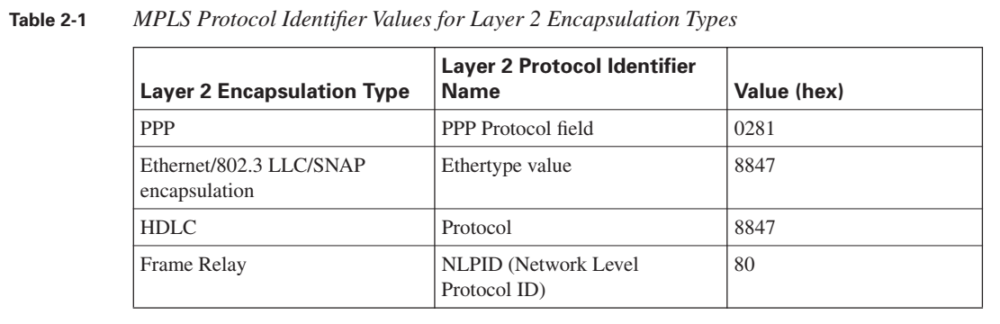 Table 2-1 MPLS Protocol Identifier Values for Layer 2 Encapsulation Types
Layer 2 Encapsulation Type
Layer 2 Protocol Identifier
Name
Value (hex)
PPP
PPP Protocol field
0281
Ethernet/802.3 LLC/SNAP
encapsulation
Ethertype value
8847
HDLC
Protocol
8847
Frame Relay
NLPID (Network Level
Protocol ID)
80